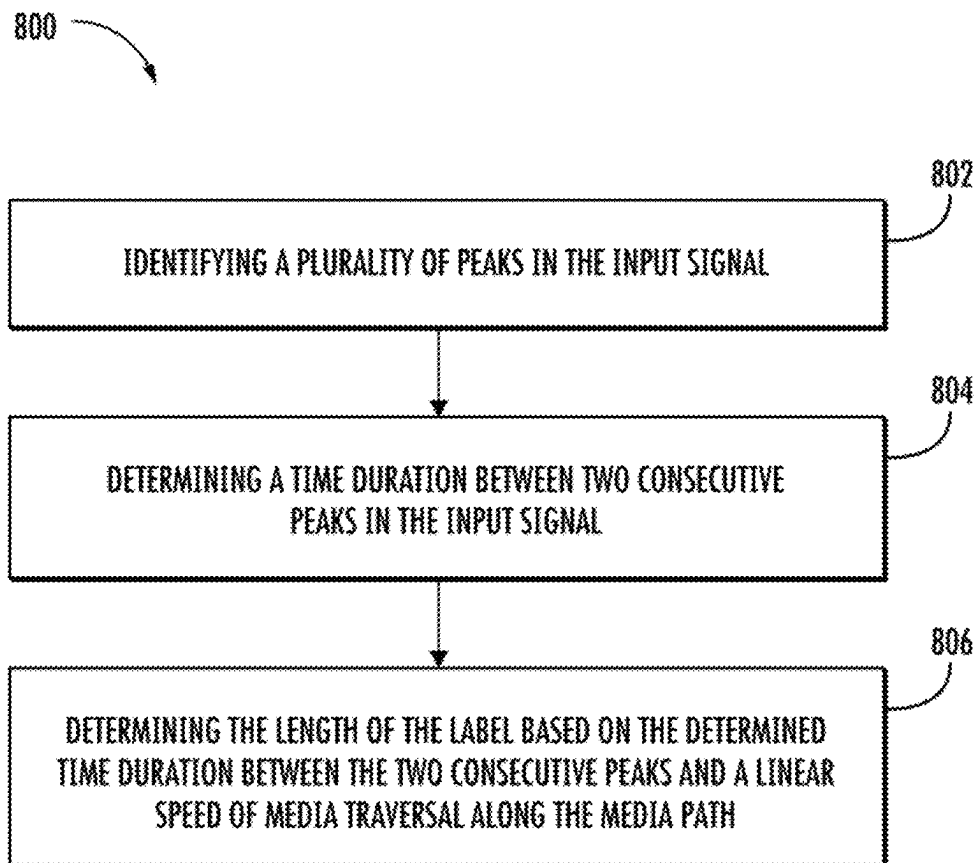 800
802
IDENTIFYING A PLURALITY OF PEAKS IN THE INPUT SIGNAL
804
DETERMINING A TIME DURATION BETWEEN TWO CONSECUTIVE
PEAKS IN THE INPUT SIGNAL
806
DETERMINING THE LENGTH OF THE LABEL BASED ON THE DETERMINED
TIME DURATION BETWEEN THE TWO CONSECUTIVE PEAKS AND A LINEAR
SPEED OF MEDIA TRAVERSAL ALONG THE MEDIA PATH